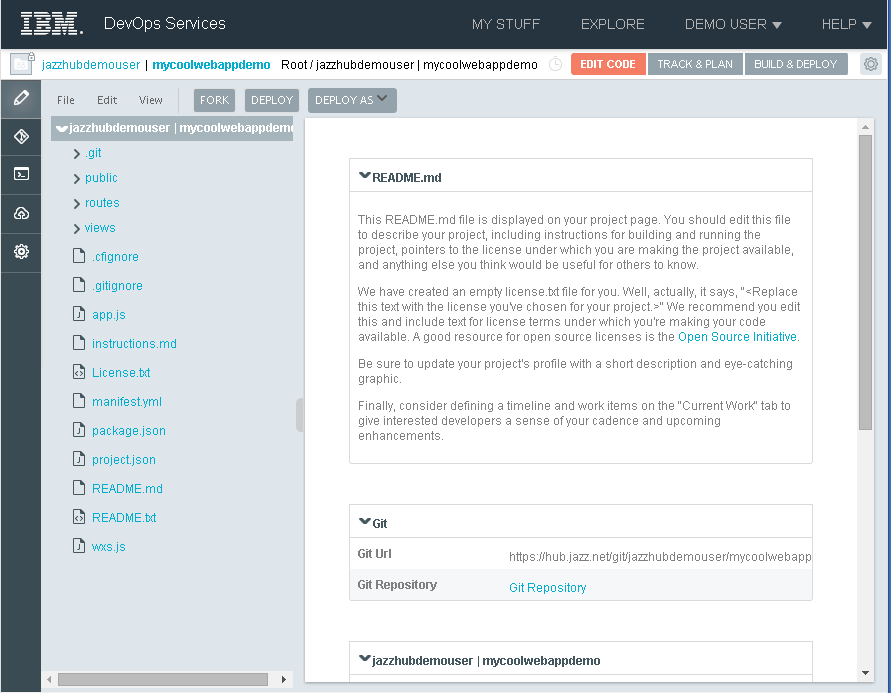 IBM. DevOps Services MY STUFF EXPLORE DEMO USER HELP
jazzhubdemouser | mycoolwebappdemo Root / jazzhubdemouser | mycoolwebappdemo EDIT CODE TRACK & PLAN BUILD & DEPLOY
File Edit View FORK DEPLOY DEPLOY AS
jazzhubdemouser | mycoolwebappdemo
.git
public
routes
views
.cfignore
.gitignore
app.js
instructions.md
License.txt
manifest.yml
package.json
project.json
README.md
README.txt
wxs.js
README.md
This README.md file is displayed on your project page. You should edit this file
to describe your project, including instructions for building and running the
project, pointers to the license under which you are making the project available,
and anything else you think would be useful for others to know.
We have created an empty license.txt file for you. Well, actually, it says, "<Replace
this text with the license you've chosen for your project.>" We recommend you edit
this and include text for license terms under which you're making your code
available. A good resource for open source licenses is the Open Source Initiative.
Be sure to update your project's profile with a short description and eye-catching
graphic.
Finally, consider defining a timeline and work items on the "Current Work" tab to
give interested developers a sense of your cadence and upcoming
enhancements.
Git
Git Url https://hub.jazz.net/git/jazzhubdemouser/mycoolwebapp
Git Repository Git Repository
jazzhubdemouser | mycoolwebappdemo